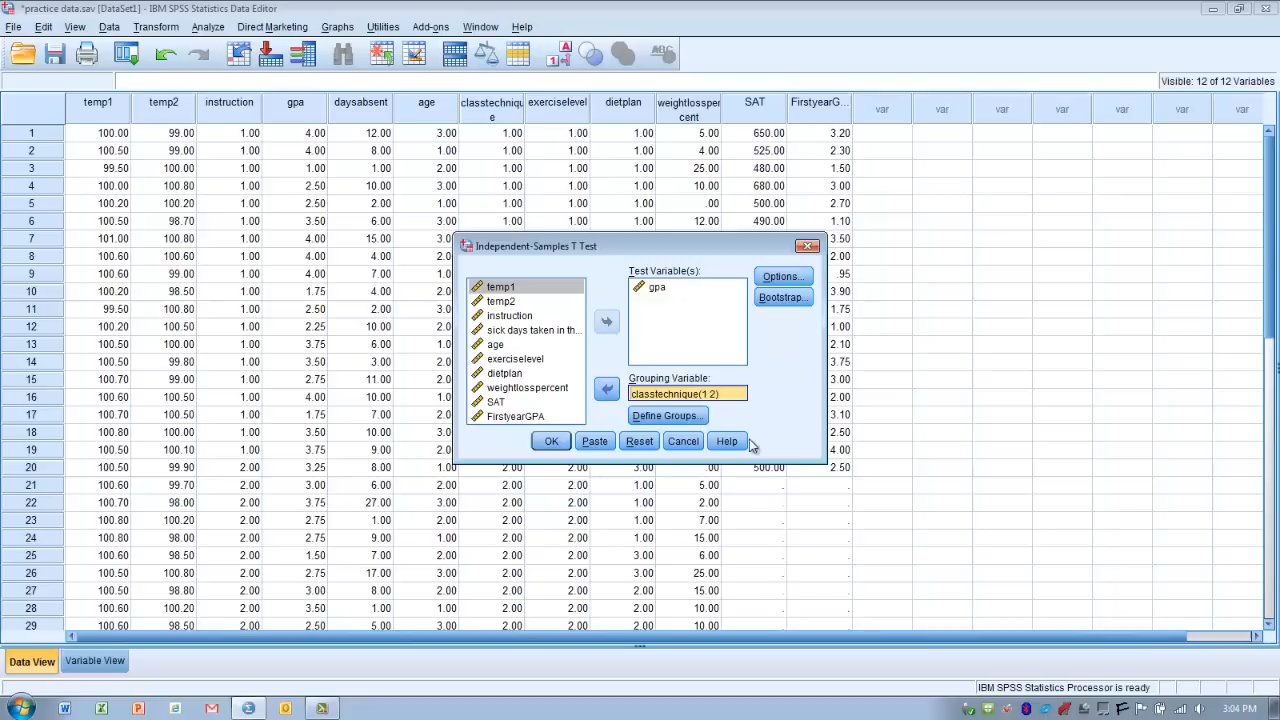 *practice data.sav [DataSet1] - IBM SPSS Statistics Data Editor
File Edit View Data Transform Analyze Direct Marketing Graphs Utilities Add-ons Window Help
Visible: 12 of 12 Variables
temp1 temp2 instruction gpa daysabsent age classtechniqu e exerciselevel dietplan weightlossper cent SAT FirstyearG... var var var var var var var
1 100.00 99.00 1.00 4.00 12.00 3.00 1.00 1.00 1.00 5.00 650.00 3.20
2 100.50 99.00 1.00 4.00 8.00 1.00 1.00 1.00 1.00 4.00 525.00 2.30
3 99.50 100.00 1.00 1.00 1.00 2.00 1.00 1.00 1.00 25.00 480.00 1.50
4 100.00 100.80 1.00 2.50 10.00 3.00 1.00 1.00 1.00 10.00 680.00 3.00
5 100.20 100.20 1.00 2.50 2.00 1.00 1.00 1.00 1.00 .00 500.00 2.70
6 100.50 98.70 1.00 3.50 6.00 3.00 1.00 1.00 1.00 12.00 490.00 1.10
7 101.00 100.80 1.00 4.00 15.00 3.0 3.50
8 100.60 100.60 1.00 4.00 4.00 2.0 2.00
9 100.60 99.00 1.00 4.00 7.00 1.0 .95
10 100.20 98.50 1.00 1.75 4.00 2.0 3.90
11 99.50 100.80 1.00 2.50 2.00 3.0 1.75
12 100.20 100.50 1.00 2.25 10.00 2.0 1.00
13 100.50 100.00 1.00 3.75 6.00 1.0 2.10
14 100.50 99.80 1.00 2.50 3.00 2.0 3.75
15 100.70 99.00 1.00 2.75 11.00 2.0 3.00
16 100.50 100.50 1.00 2.50 4.00 1.0 2.00
17 100.50 100.70 1.00 1.75 7.00 2.0 3.10
18 100.50 100.80 1.00 3.00 10.00 2.0 2.50
19 100.50 100.10 1.00 3.75 9.00 2.0 4.00
20 100.50 99.90 2.00 3.25 8.00 1.00 2.00 2.00 3.00 .00 500.00 2.50
21 100.60 99.70 2.00 3.00 6.00 2.00 2.00 2.00 1.00 5.00 . .
22 100.70 98.00 2.00 3.75 27.00 3.00 2.00 2.00 1.00 2.00 . .
23 100.80 100.20 2.00 2.75 1.00 2.00 2.00 2.00 1.00 7.00 . .
24 100.80 98.00 2.00 2.75 9.00 1.00 2.00 2.00 1.00 15.00 . .
25 100.60 98.50 2.00 1.50 7.00 2.00 2.00 2.00 3.00 6.00 . .
26 100.50 100.80 2.00 2.75 17.00 3.00 2.00 2.00 3.00 25.00 . .
27 100.50 98.80 2.00 3.00 8.00 2.00 2.00 2.00 1.00 15.00 . .
28 100.60 100.20 2.00 3.50 1.00 1.00 2.00 2.00 1.00 10.00 . .
29 100.60 98.50 2.00 2.50 5.00 3.00 2.00 2.00 1.00 10.00 . .
Independent-Samples T Test
temp1
temp2
instruction
sick days taken in th...
age
exerciselevel
dietplan
weightlosspercent
SAT
FirstyearGPA
Test Variable(s):
gpa
Options...
Bootstrap...
Grouping Variable:
classtechnique(1 2)
Define Groups...
OK Paste Reset Cancel Help
Data View Variable View
IBM SPSS Statistics Processor is ready
3:04 PM